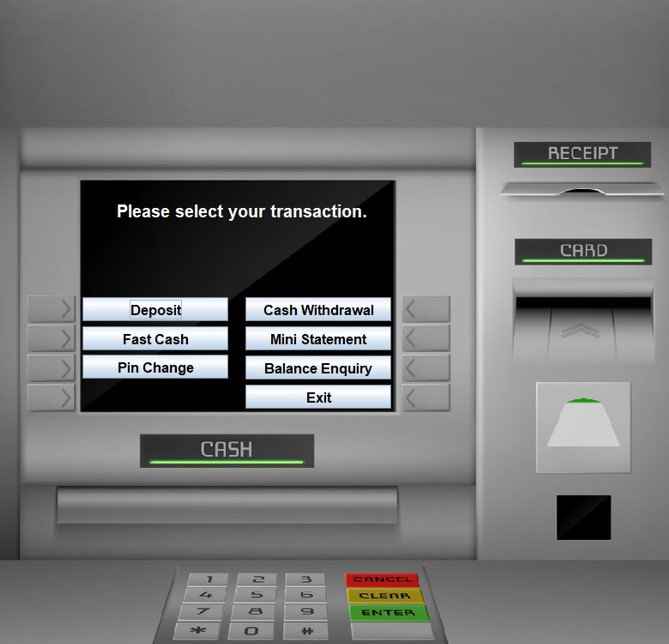 Please select your transaction.
Deposit
Cash Withdrawal
Fast Cash
Mini Statement
Pin Change
Balance Enquiry
Exit
RECEIPT
CARD
CASH
1 2 3 CANCEL
4 5 6 CLEAR
7 8 9 ENTER
* 0 #